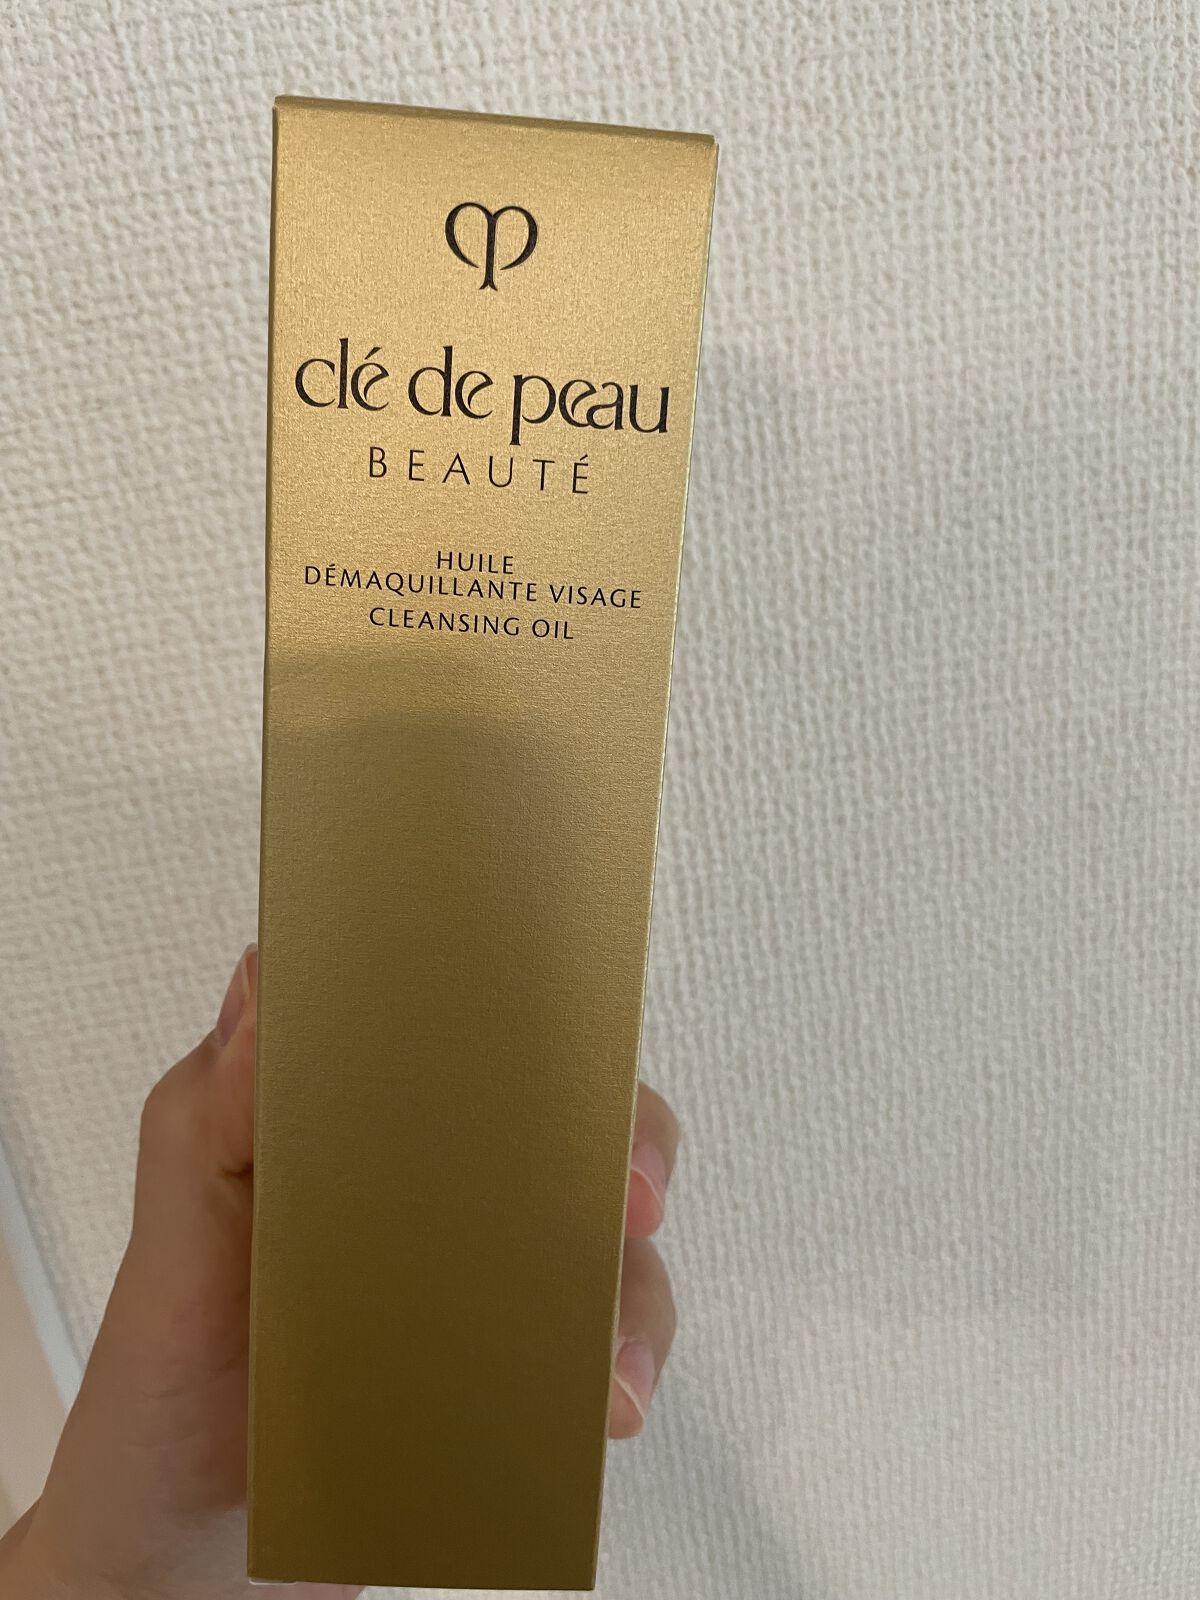 clé de peau
BEAUTÉ
HUILE
DÉMAQUILLANTE VISAGE
CLEANSING OIL